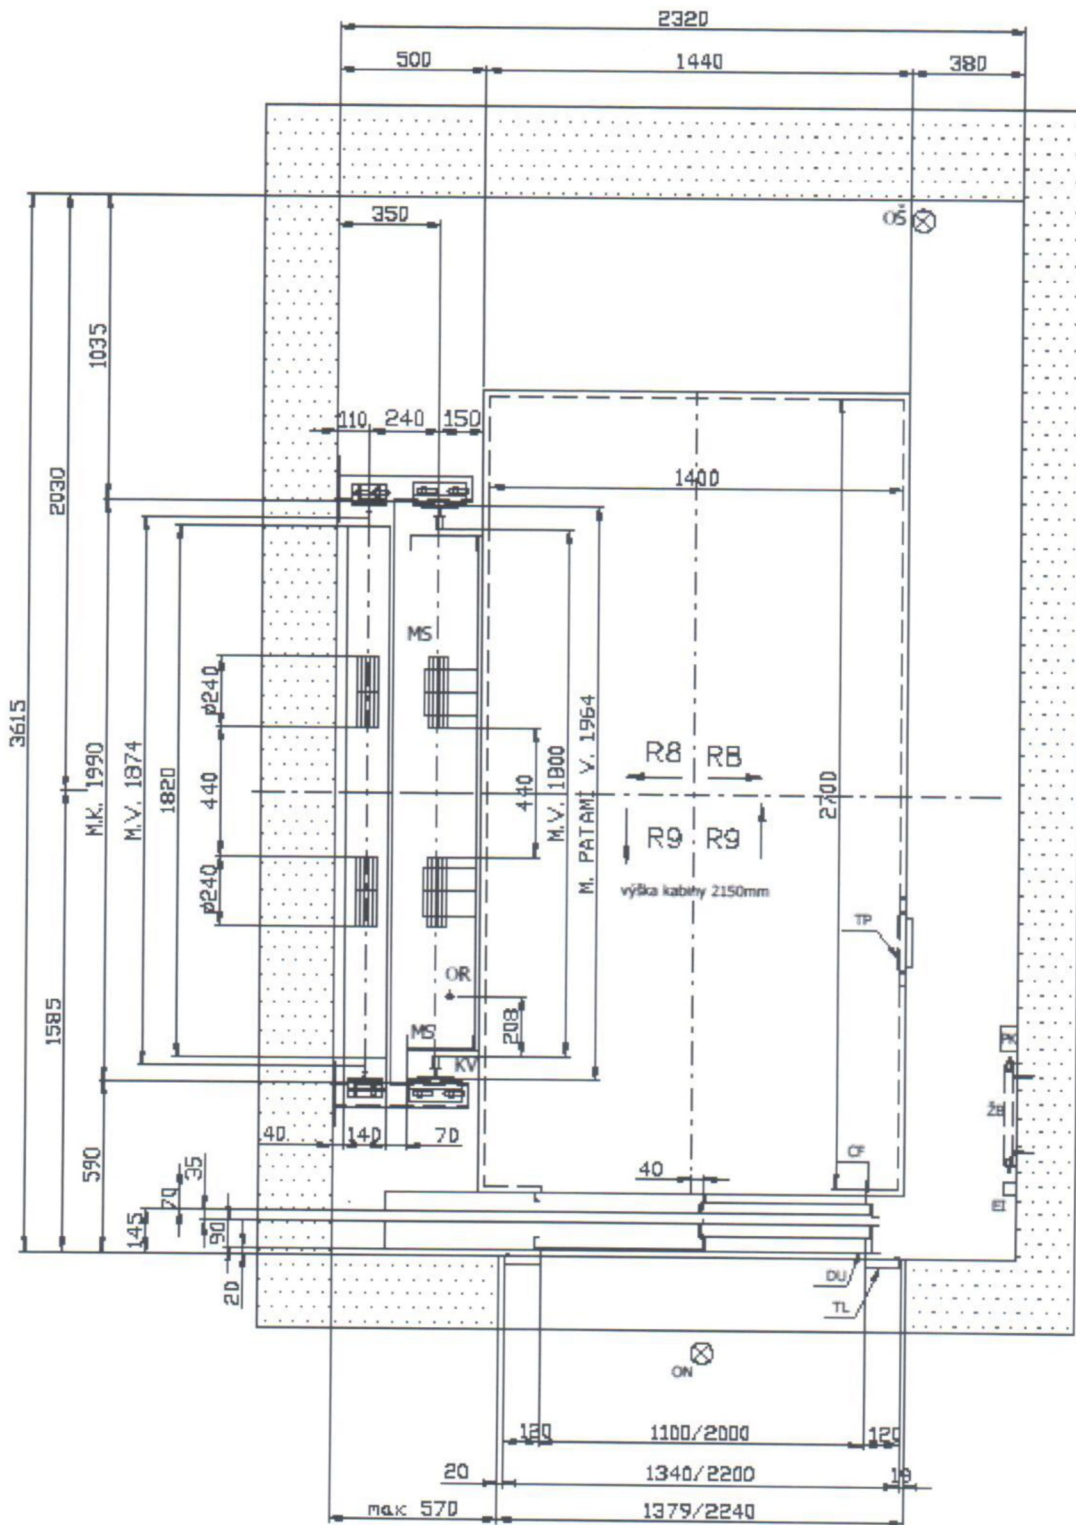 2320
500 1440 380
350
OŠ
1035
110 240 150
2030
1400
MS
ø240
3615
M.K. 1990
M.V. 1874
1820
440
440
M.V. 1800
M. PATAMI V. 1964
R8 R8
2700
R9 R9
výška kabiny 2150mm
ø240
TP
1585
OR
208
MS
KV
PK
ŽB
590
40 140 70
CF
40
EI
35
70
145
90
20
DU
TL
ON
120 1100/2000 120
20 1340/2200 19
max 570 1379/2240